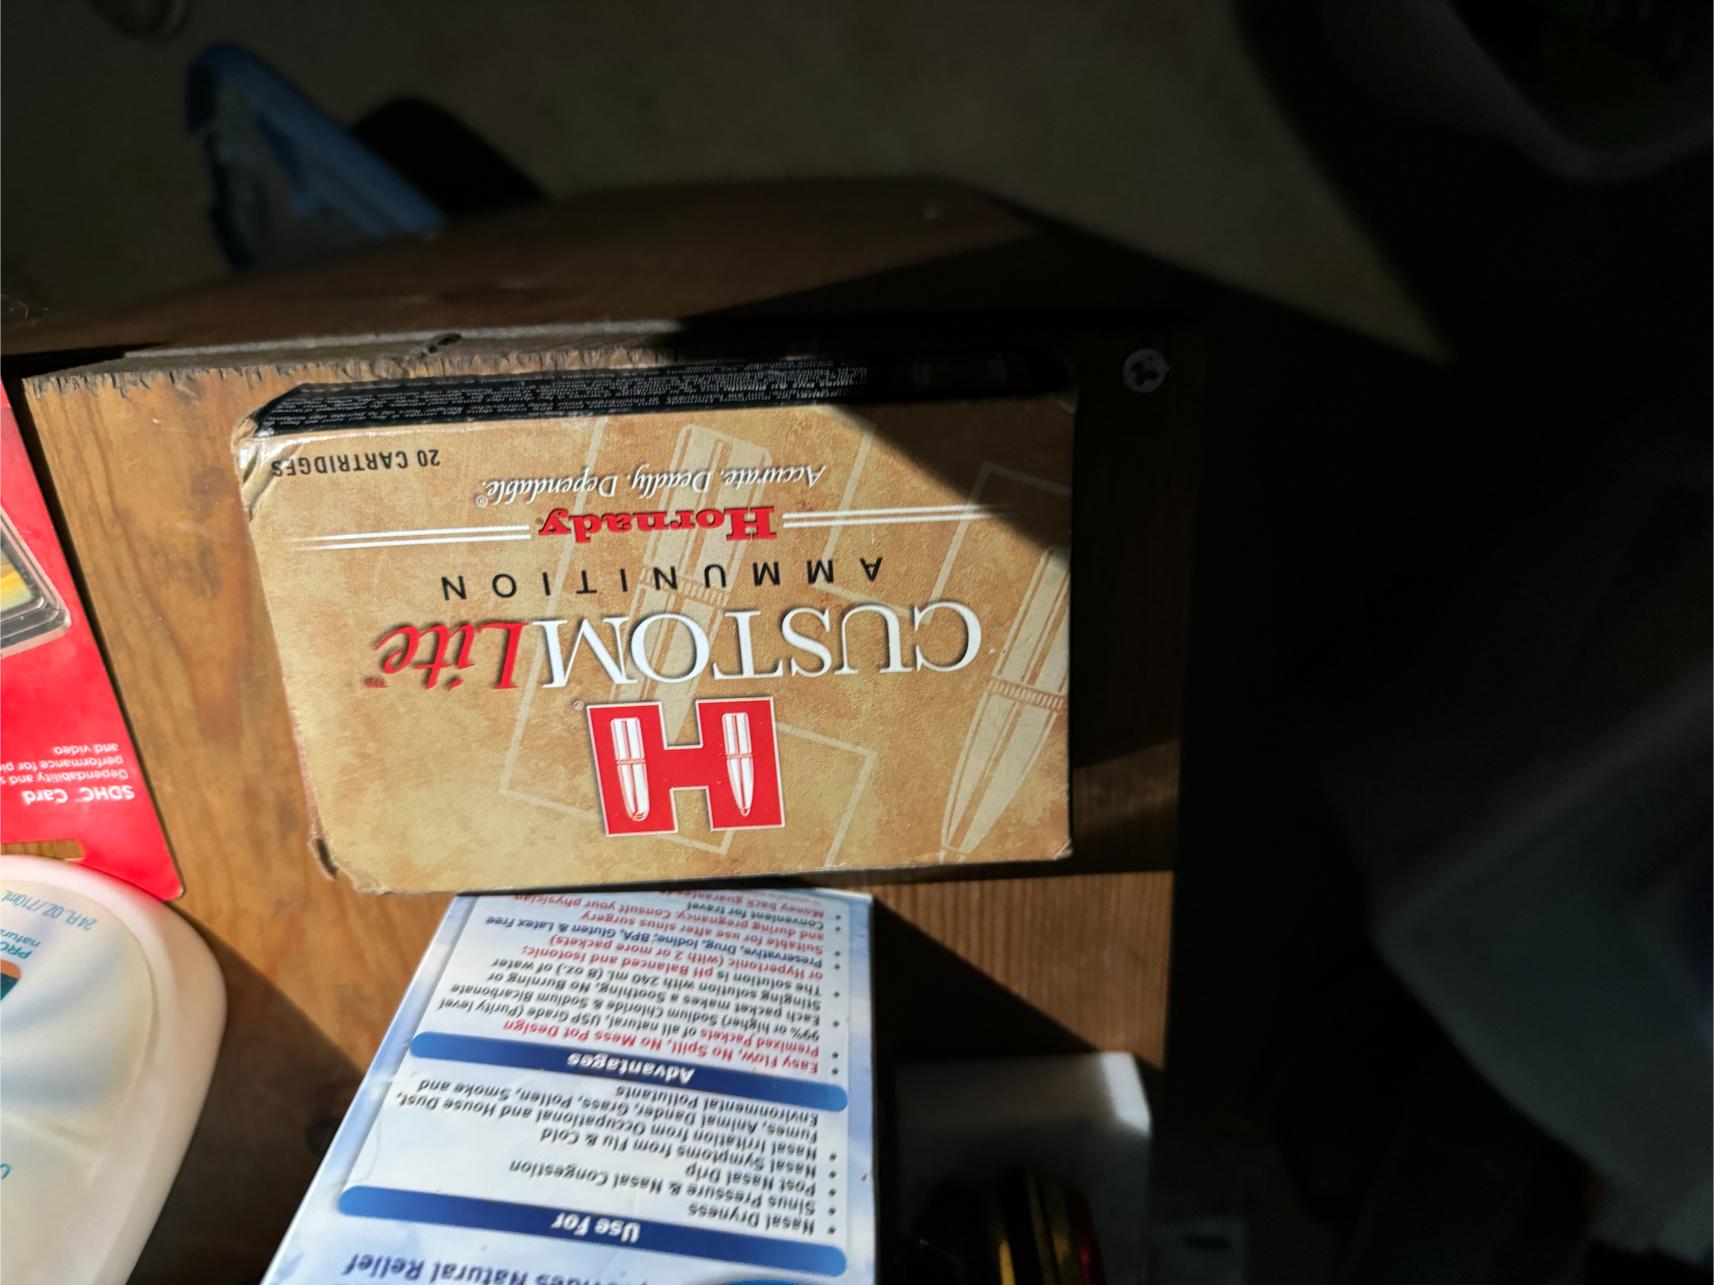 CUSTOM Lite™
AMMUNITION
Hornady®
Accurate. Deadly. Dependable.®
20 CARTRIDGES
SDHC™ Card
Dependability and
performance for
and video
24 FL OZ / 710mL
Natural Relief
Use For
• Nasal Dryness
• Sinus Pressure & Nasal Congestion
• Post Nasal Drip
• Nasal Symptoms from Flu & Cold
• Nasal Irritation from Occupational and House Dust,
Fumes, Animal Dander, Grass, Pollen, Smoke and
Environmental Pollutants
Advantages
• Easy Flow, No Spill, No Mess Pot Design
• Premixed Packets of all natural, USP Grade (Purity level
99% or higher) Sodium Chloride & Sodium Bicarbonate
• Each packet makes a Soothing, No Burning or
Stinging solution with 240 mL (8 oz.) of water
• The solution is pH Balanced and Isotonic;
or Hypertonic (with 2 or more packets)
• Preservative, Drug, Iodine, BPA, Gluten & Latex Free
• Suitable for use after sinus surgery
and during pregnancy. Consult your physician
• Convenient for travel
• Money back guarantee